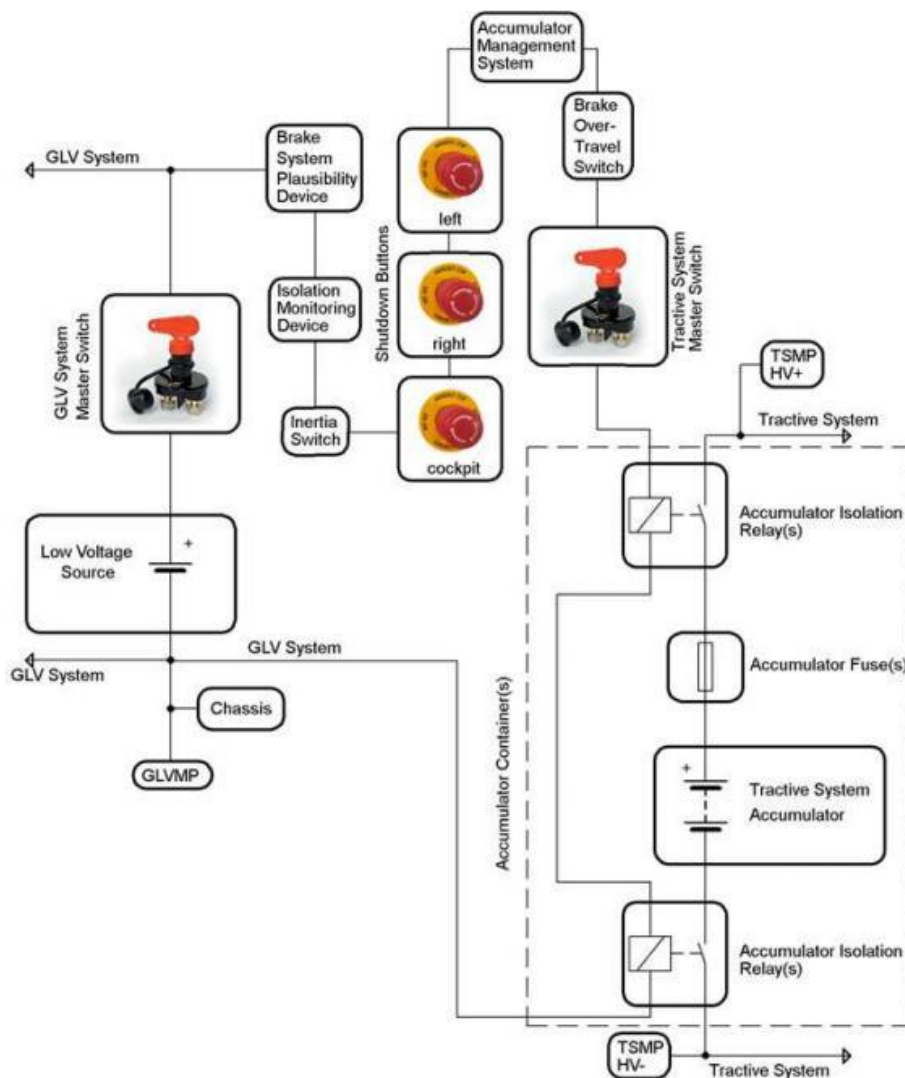 Accumulator
Management
System
Brake
Over-
Travel
Switch
GLV System
Brake
System
Plausibility
Device
left
Shutdown Buttons
Isolation
Monitoring
Device
right
Tractive System
Master Switch
GLV System
Master Switch
Inertia
Switch
cockpit
TSMP
HV+
Tractive System
Accumulator Isolation
Relay(s)
Low Voltage
Source
+
GLV System
GLV System
Chassis
GLVMP
Accumulator Container(s)
Accumulator Fuse(s)
+
Tractive System
Accumulator
Accumulator Isolation
Relay(s)
TSMP
HV-
Tractive System